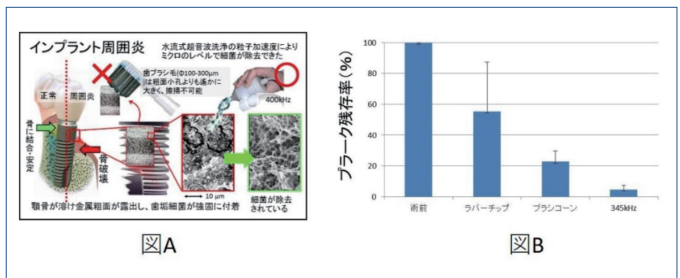 インプラント周囲炎
水流式超音波洗浄の粒子加速度により
ミクロのレベルで細菌が除去できた
歯ブラシ毛(Φ100-300μm
)は粗面小孔よりも遥かに
大きく、擦掃不可能
400kHz
正常
周囲炎
骨に結合・安定
骨破壊
10 μm
細菌が除去
されている
顎骨が溶け金属粗面が露出し、歯垢細菌が強固に付着
図A
プラーク残存率(%)
100
80
60
40
20
0
術前
ラバーチップ
ブラシコーン
345kHz
図B